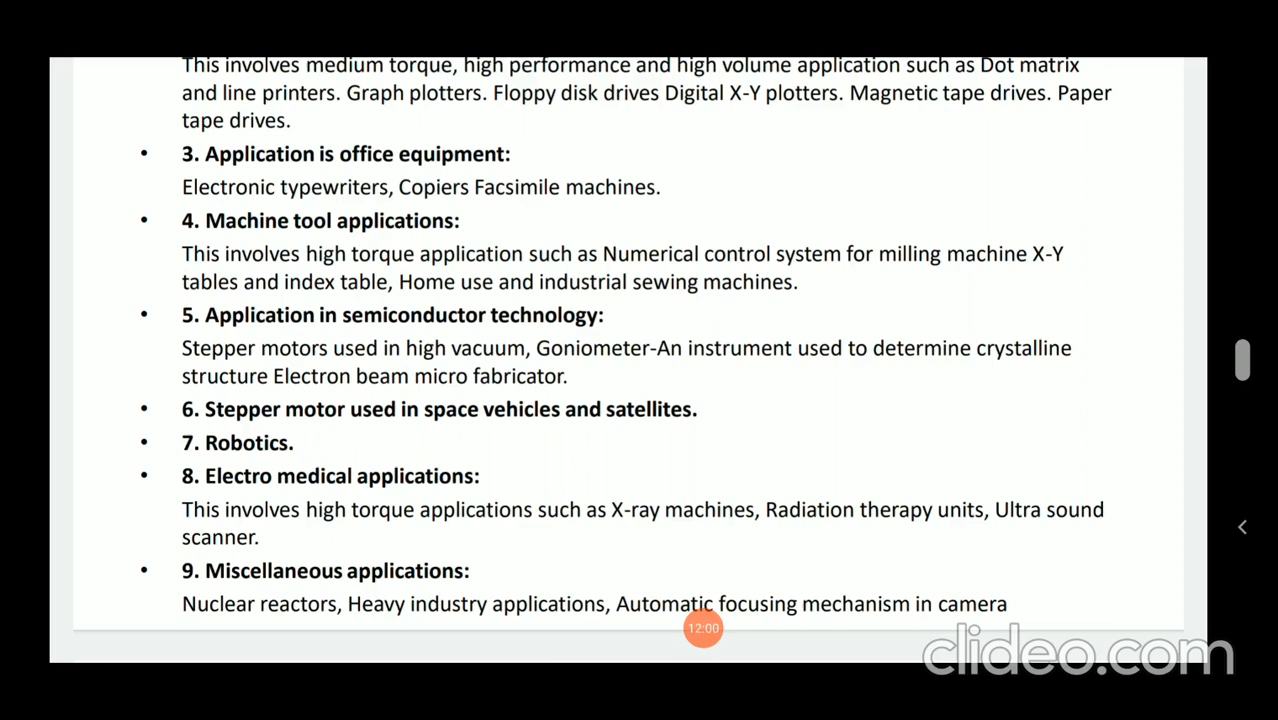 This involves medium torque, high performance and high volume application such as Dot matrix
and line printers. Graph plotters. Floppy disk drives Digital X-Y plotters. Magnetic tape drives. Paper
tape drives.
• 3. Application is office equipment:
Electronic typewriters, Copiers Facsimile machines.
• 4. Machine tool applications:
This involves high torque application such as Numerical control system for milling machine X-Y
tables and index table, Home use and industrial sewing machines.
• 5. Application in semiconductor technology:
Stepper motors used in high vacuum, Goniometer-An instrument used to determine crystalline
structure Electron beam micro fabricator.
• 6. Stepper motor used in space vehicles and satellites.
• 7. Robotics.
• 8. Electro medical applications:
This involves high torque applications such as X-ray machines, Radiation therapy units, Ultra sound
scanner.
• 9. Miscellaneous applications:
Nuclear reactors, Heavy industry applications, Automatic focusing mechanism in camera
12:00
clideo.com